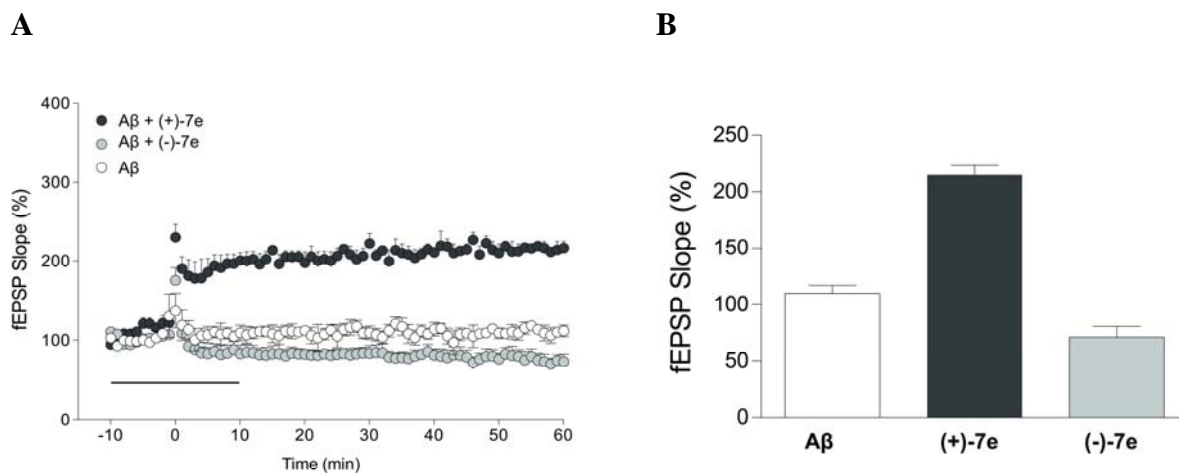 A
B
fEPSP Slope (%)
400
300
200
100
0
Aβ + (+)-7e
Aβ + (-)-7e
Aβ
-10
0
10
20
30
40
50
60
Time (min)
fEPSP Slope (%)
250
200
150
100
50
0
Aβ
(+)-7e
(-)-7e